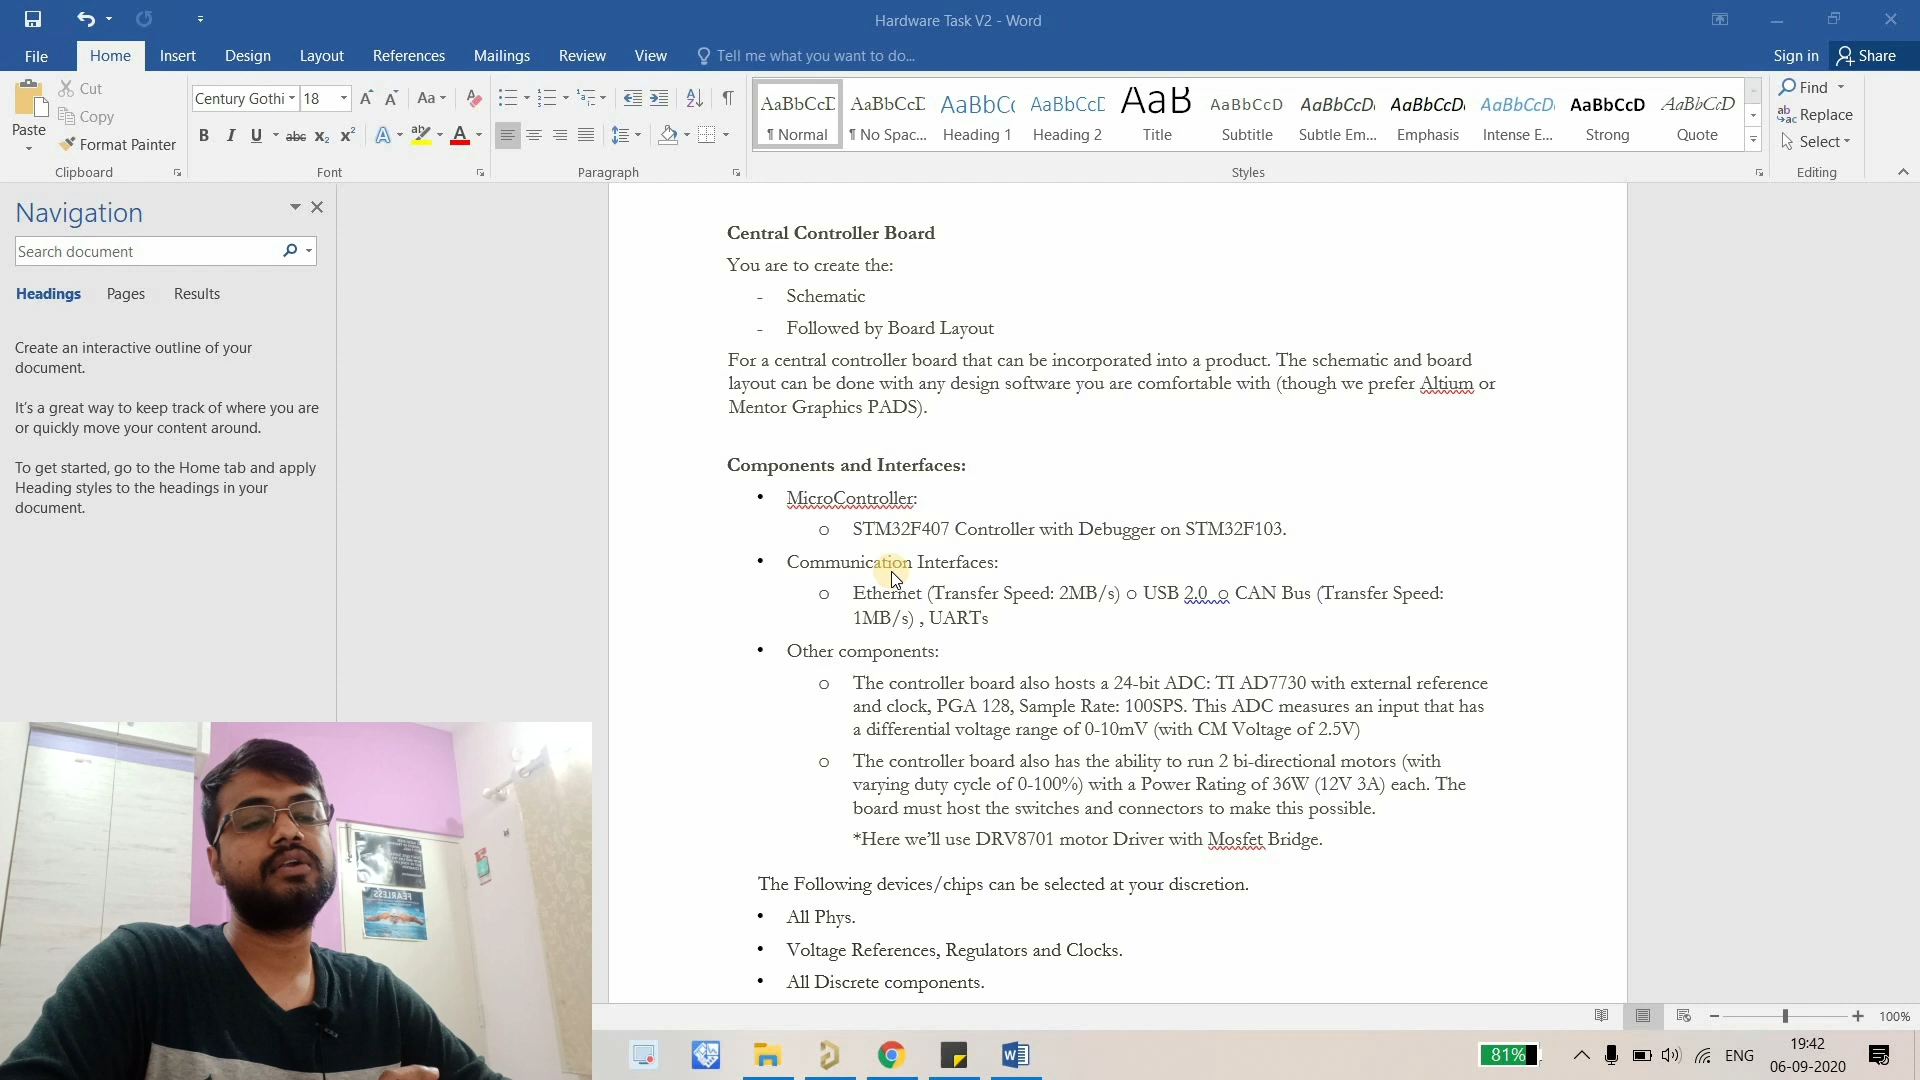 Hardware Task V2 - Word
File Home Insert Design Layout References Mailings Review View Tell me what you want to do... Sign in Share
Paste
Cut
Copy
Format Painter
Clipboard
Century Gothi 18
Font
Paragraph
AaBbCcD AaBbCcD AaBbC AaBbCcD AaB AaBbCcD AaBbCcD AaBbCcD AaBbCcD AaBbCcD AaBbCcD
¶ Normal ¶ No Spac... Heading 1 Heading 2 Title Subtitle Subtle Em... Emphasis Intense E... Strong Quote
Styles
Find
Replace
Select
Editing
Navigation
Search document
Headings Pages Results
Create an interactive outline of your
document.
It's a great way to keep track of where you are
or quickly move your content around.
To get started, go to the Home tab and apply
Heading styles to the headings in your
document.
Central Controller Board
You are to create the:
- Schematic
- Followed by Board Layout
For a central controller board that can be incorporated into a product. The schematic and board
layout can be done with any design software you are comfortable with (though we prefer Altium or
Mentor Graphics PADS).
Components and Interfaces:
• MicroController:
o STM32F407 Controller with Debugger on STM32F103.
• Communication Interfaces:
o Ethernet (Transfer Speed: 2MB/s) o USB 2.0 o CAN Bus (Transfer Speed:
1MB/s) , UARTs
• Other components:
o The controller board also hosts a 24-bit ADC: TI AD7730 with external reference
and clock, PGA 128, Sample Rate: 100SPS. This ADC measures an input that has
a differential voltage range of 0-10mV (with CM Voltage of 2.5V)
o The controller board also has the ability to run 2 bi-directional motors (with
varying duty cycle of 0-100%) with a Power Rating of 36W (12V 3A) each. The
board must host the switches and connectors to make this possible.
*Here we'll use DRV8701 motor Driver with Mosfet Bridge.
The Following devices/chips can be selected at your discretion.
• All Phys.
• Voltage References, Regulators and Clocks.
• All Discrete components.
FEARLESS
100%
81%
ENG
19:42
06-09-2020